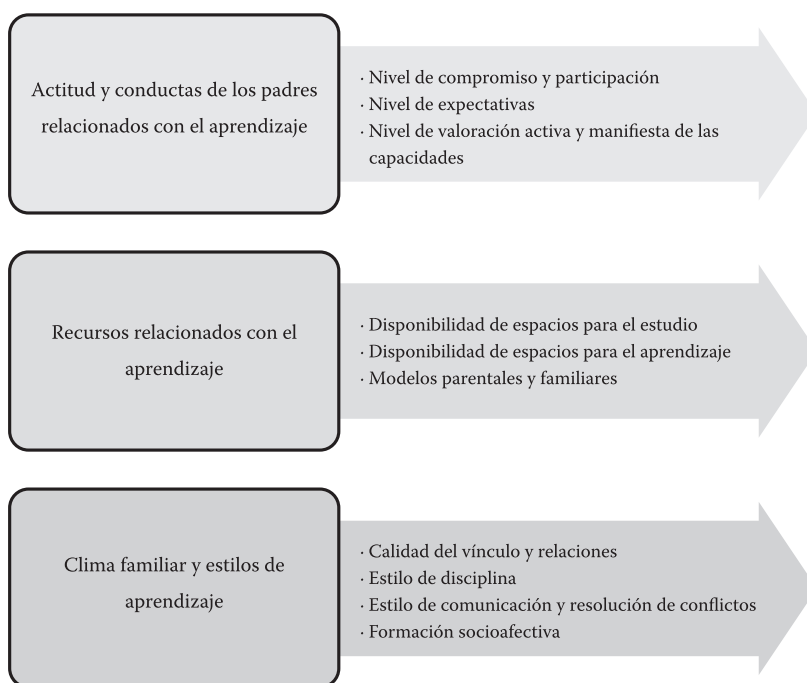 Actitud y conductas de los padres
relacionados con el aprendizaje
· Nivel de compromiso y participación
· Nivel de expectativas
· Nivel de valoración activa y manifiesta de las
capacidades
Recursos relacionados con el
aprendizaje
· Disponibilidad de espacios para el estudio
· Disponibilidad de espacios para el aprendizaje
· Modelos parentales y familiares
Clima familiar y estilos de
aprendizaje
· Calidad del vínculo y relaciones
· Estilo de disciplina
· Estilo de comunicación y resolución de conflictos
· Formación socioafectiva